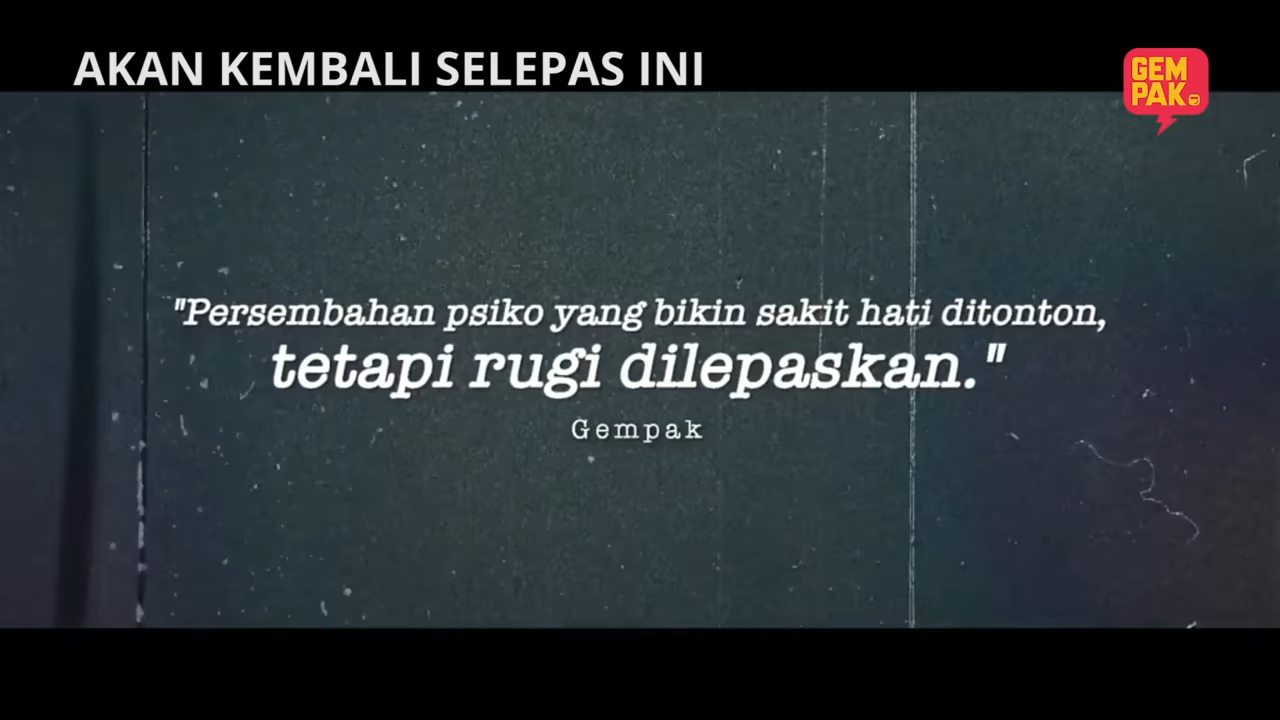 AKAN KEMBALI SELEPAS INI
GEM
PAK
"Persembahan psiko yang bikin sakit hati ditonton,
tetapi rugi dilepaskan."
Gempak